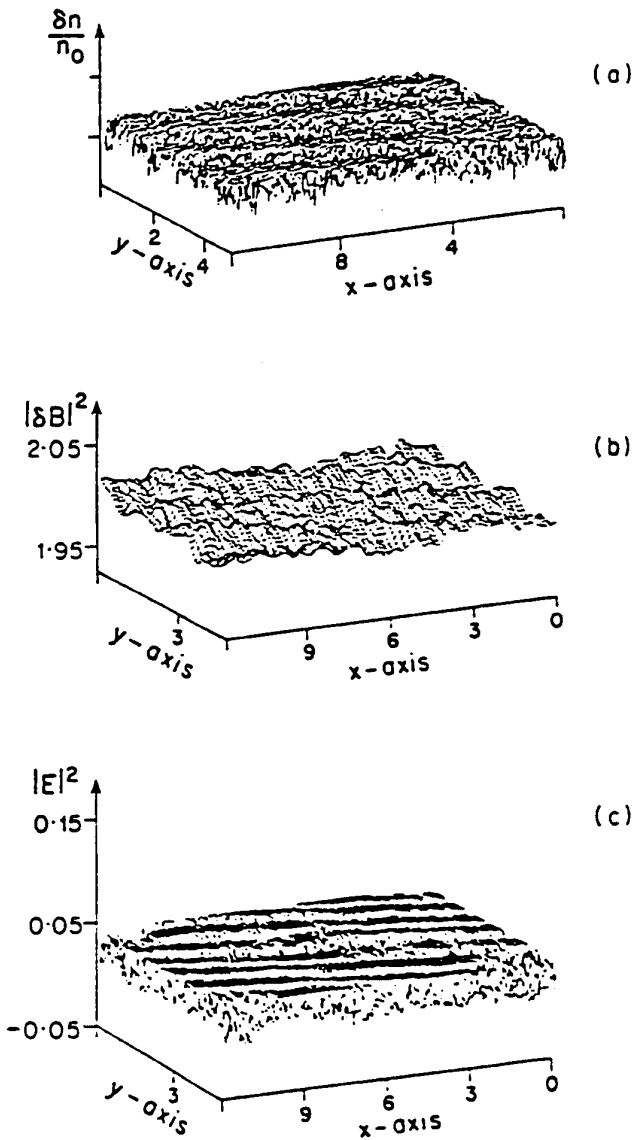 δn
n₀
(a)
2
4
y-axis
8
4
x-axis
|δB|²
2·05
(b)
1·95
3
y-axis
9
6
3
0
x-axis
|E|²
0·15
(c)
0·05
-0·05
3
y-axis
9
6
3
0
x-axis